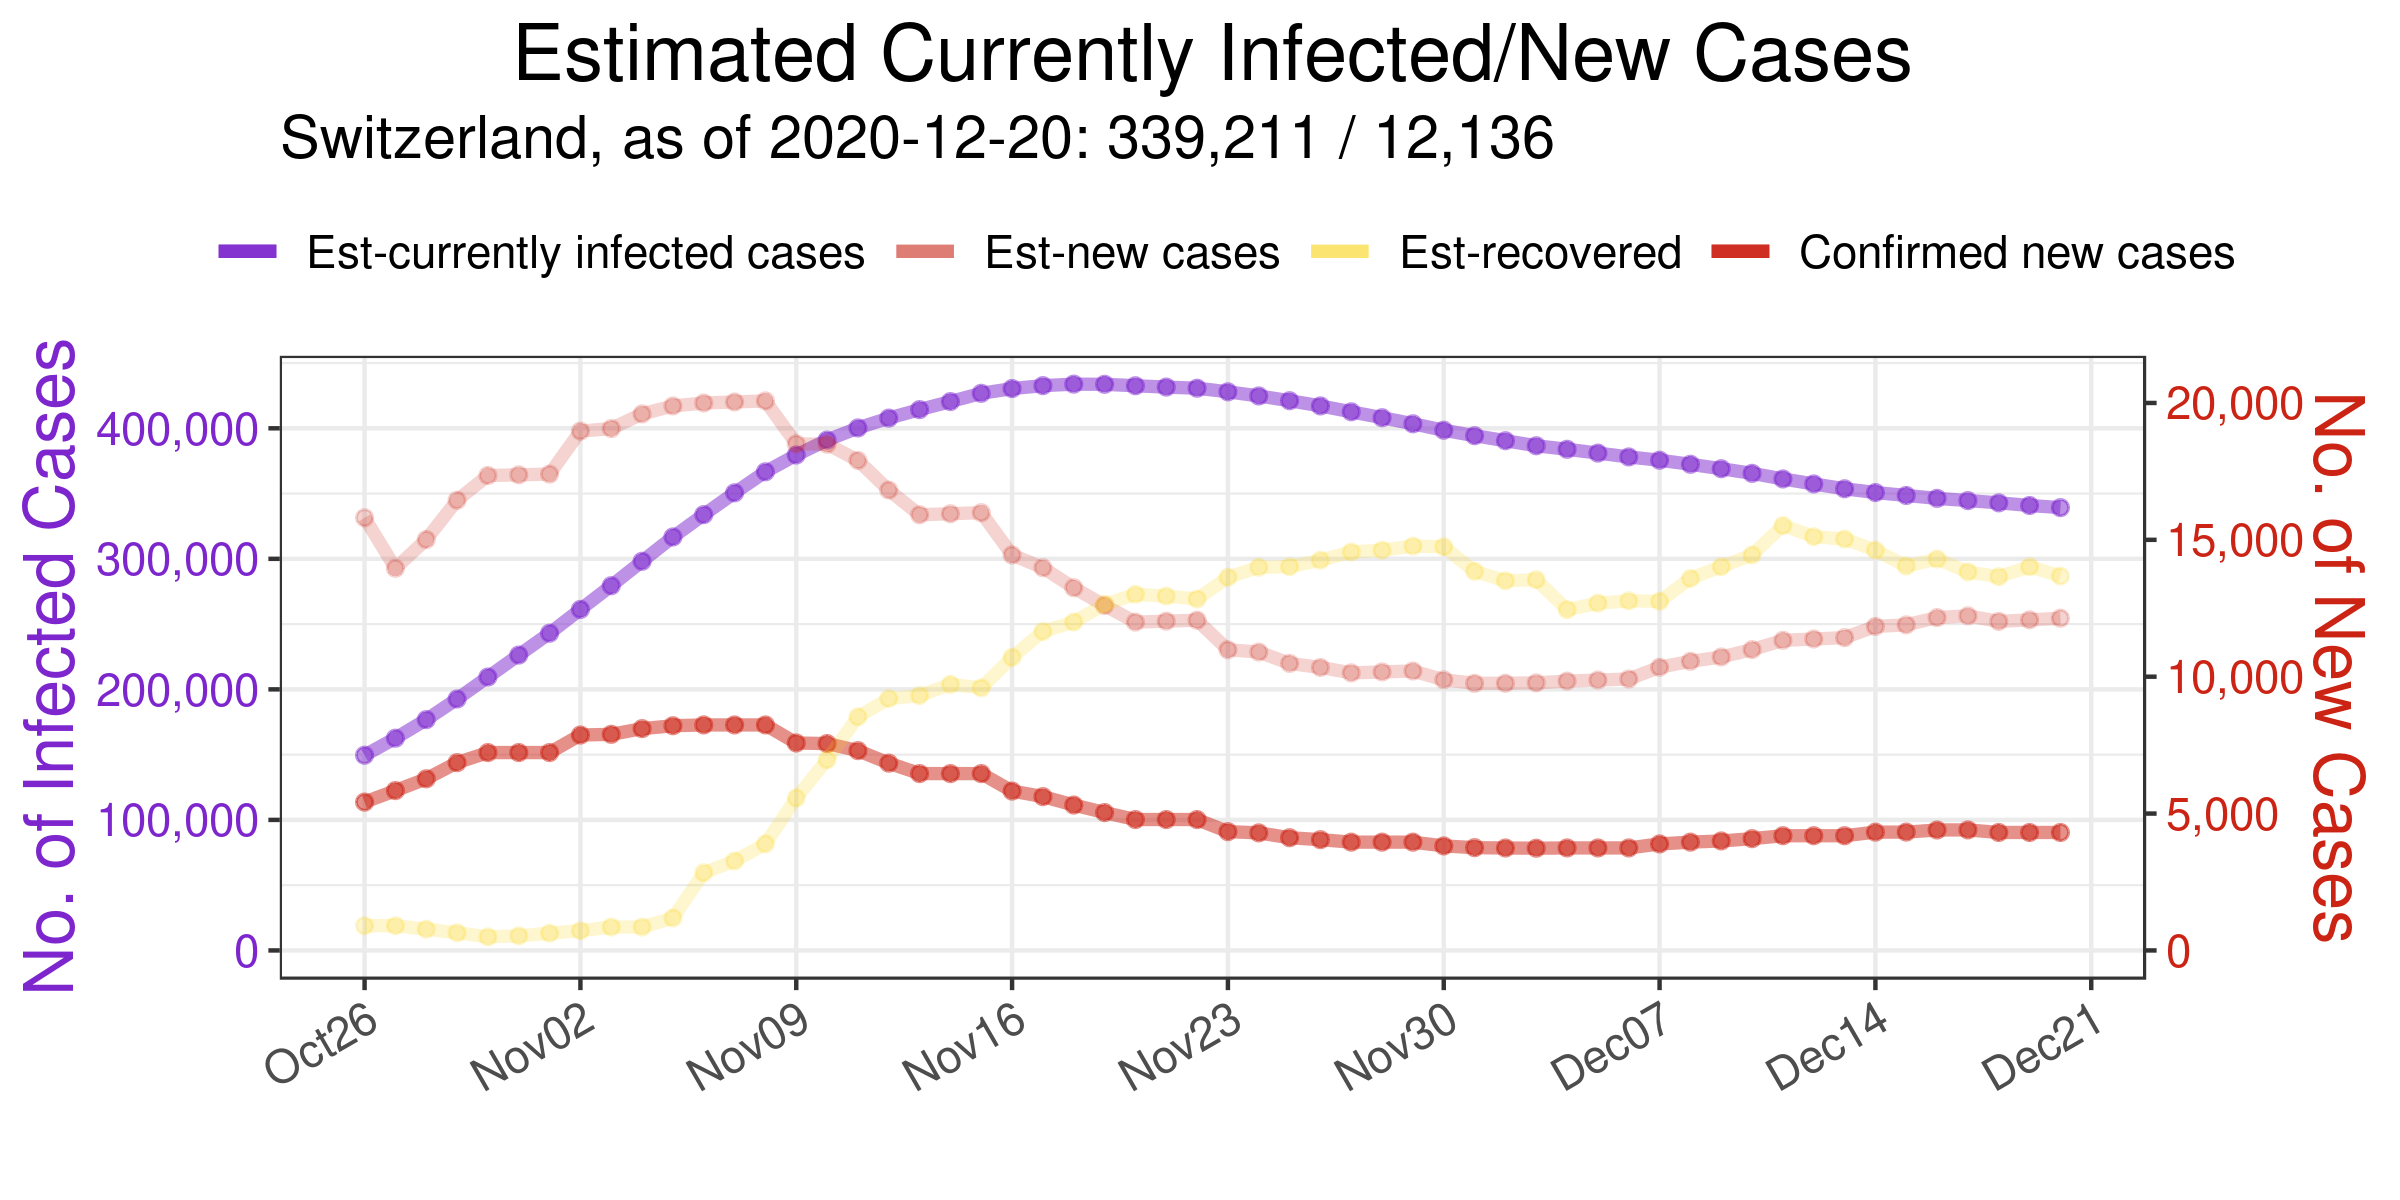 Estimated Currently Infected/New Cases
Switzerland, as of 2020-12-20: 339,211 / 12,136
Est-currently infected cases Est-new cases Est-recovered Confirmed new cases
No. of Infected Cases
400,000
300,000
200,000
100,000
0
20,000
15,000
10,000
5,000
0
No. of New Cases
Oct26 Nov02 Nov09 Nov16 Nov23 Nov30 Dec07 Dec14 Dec21